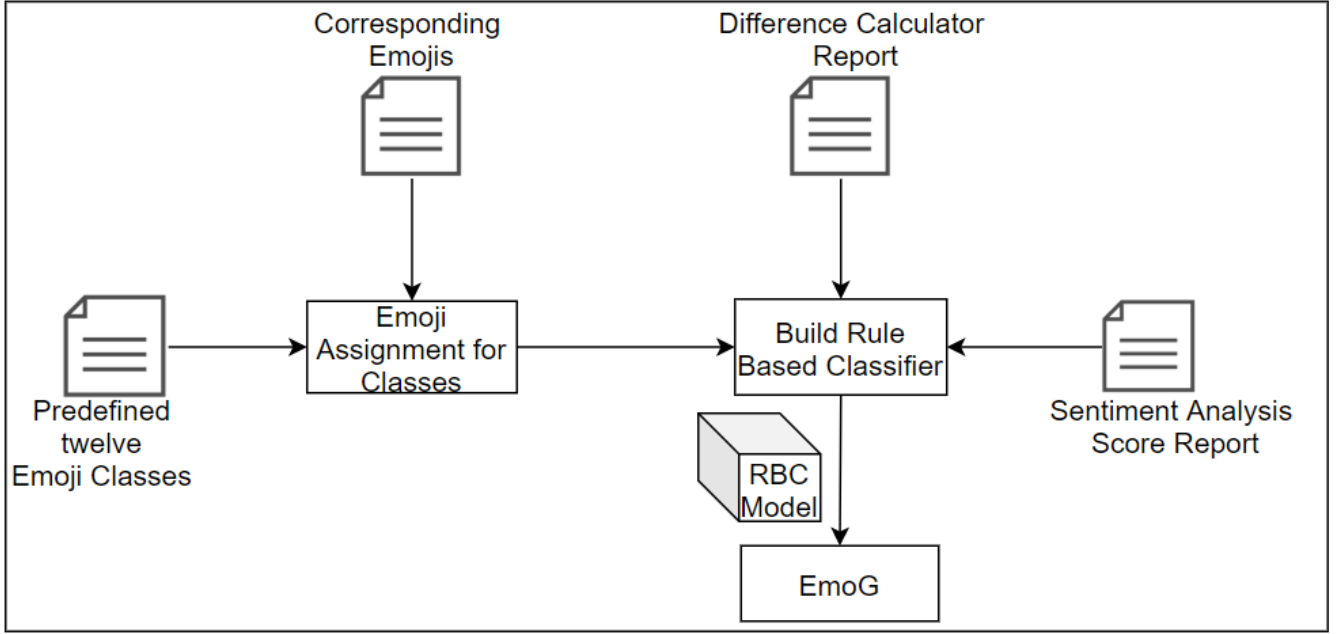 Corresponding
Emojis
Difference Calculator
Report
Emoji
Assignment for
Classes
Build Rule
Based Classifier
Predefined
twelve
Emoji Classes
Sentiment Analysis
Score Report
RBC
Model
EmoG